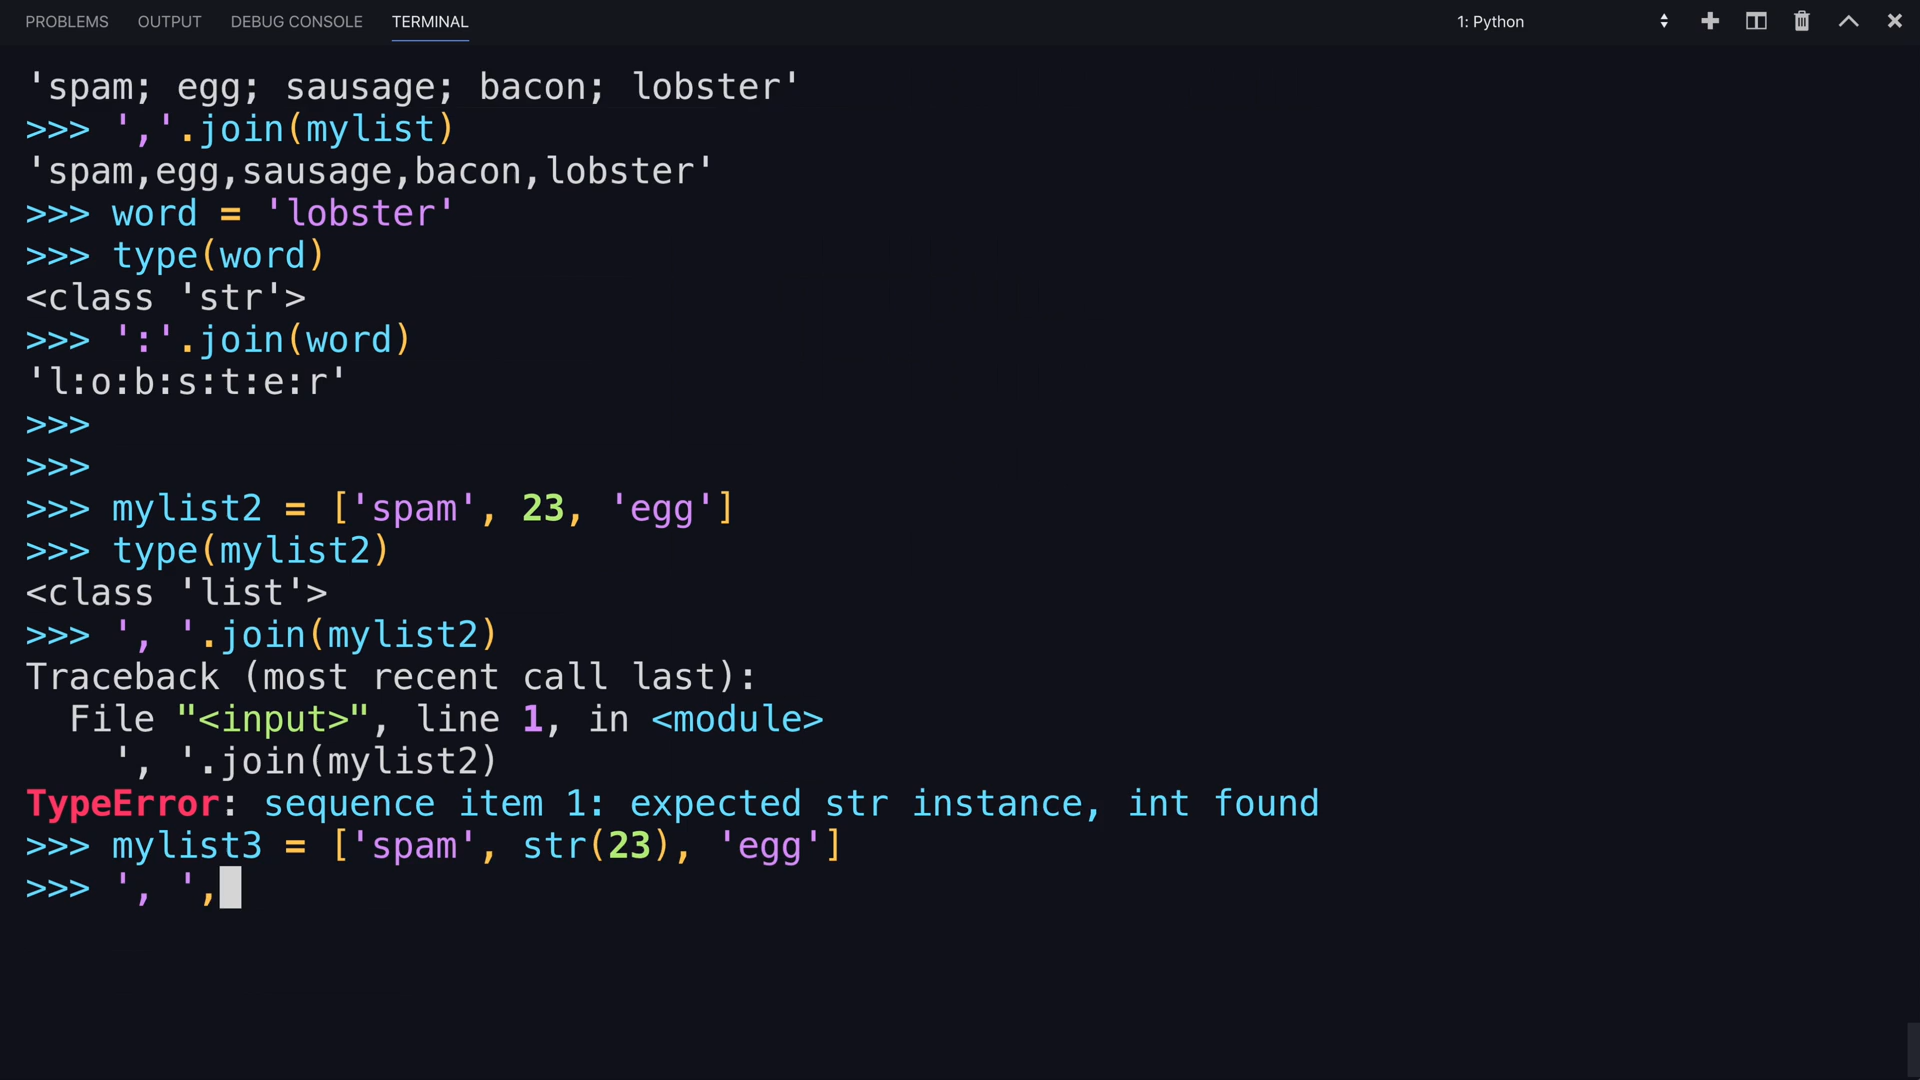 PROBLEMS OUTPUT DEBUG CONSOLE TERMINAL 1: Python
'spam; egg; sausage; bacon; lobster'
>>> ','.join(mylist)
'spam,egg,sausage,bacon,lobster'
>>> word = 'lobster'
>>> type(word)
<class 'str'>
>>> ':'.join(word)
'l:o:b:s:t:e:r'
>>>
>>>
>>> mylist2 = ['spam', 23, 'egg']
>>> type(mylist2)
<class 'list'>
>>> ', '.join(mylist2)
Traceback (most recent call last):
  File "<input>", line 1, in <module>
    ', '.join(mylist2)
TypeError: sequence item 1: expected str instance, int found
>>> mylist3 = ['spam', str(23), 'egg']
>>> ', ',